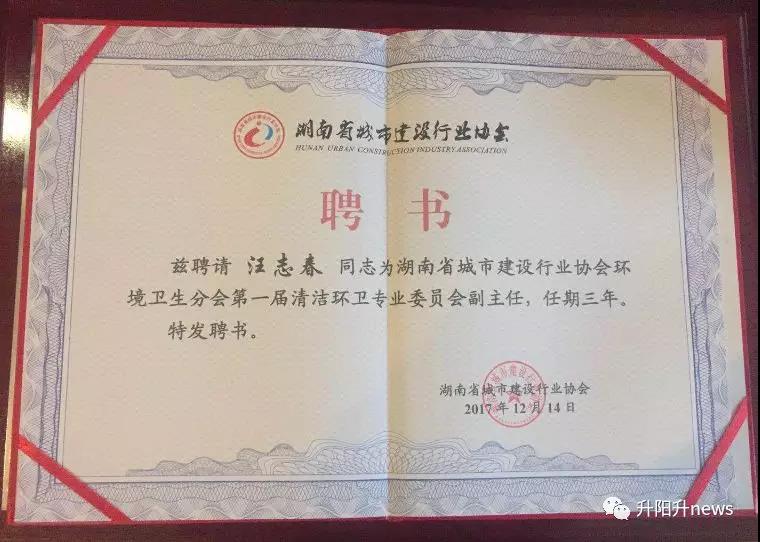 湖南省城市建设行业协会
HUNAN URBAN CONSTRUCTION INDUSTRY ASSOCIATION
聘 书
兹聘请 汪志春 同志为湖南省城市建设行业协会环
境卫生分会第一届清洁环卫专业委员会副主任，任期三年。
特发聘书。
湖南省城市建设行业协会
2017年12月14日
升阳升news